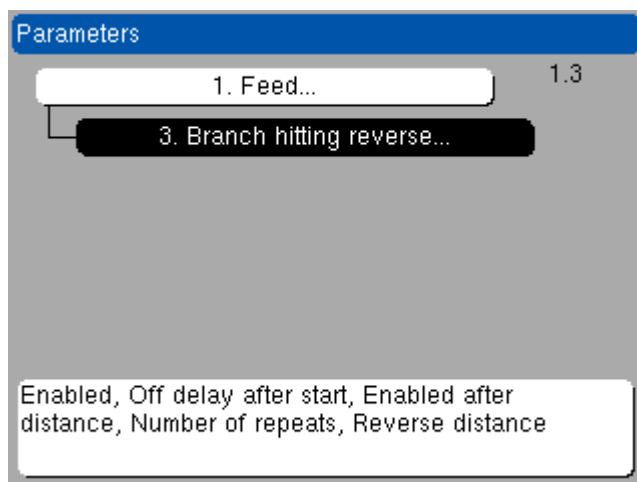 Parameters
1. Feed...
1.3
3. Branch hitting reverse...
Enabled, Off delay after start, Enabled after
distance, Number of repeats, Reverse distance